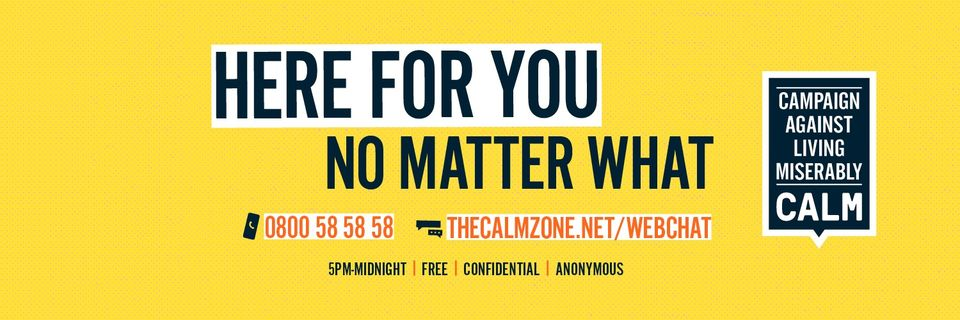 HERE FOR YOU
NO MATTER WHAT
0800 58 58 58
THECALMZONE.NET/WEBCHAT
5PM-MIDNIGHT | FREE | CONFIDENTIAL | ANONYMOUS
CAMPAIGN
AGAINST
LIVING
MISERABLY
CALM